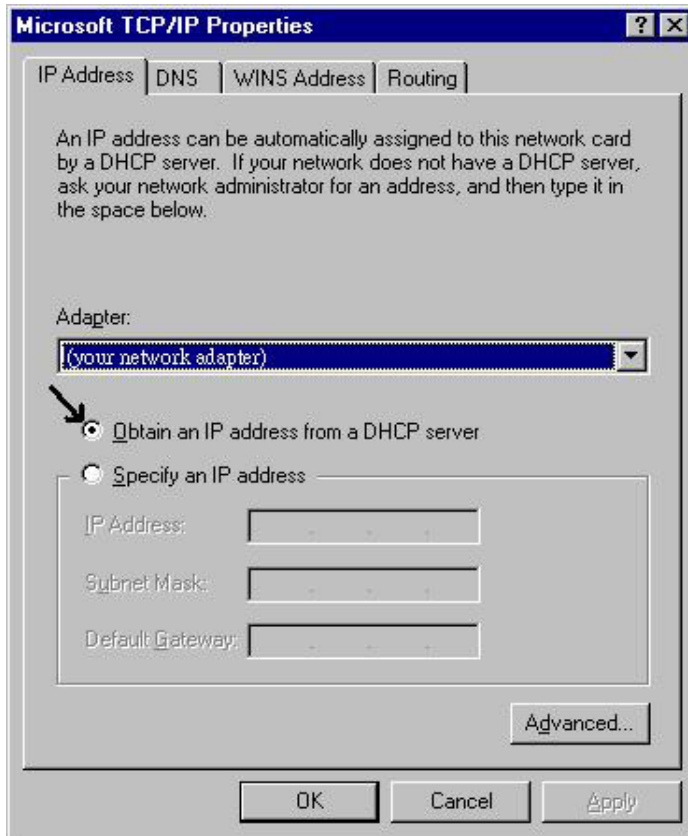 Microsoft TCP/IP Properties
IP Address DNS WINS Address Routing
An IP address can be automatically assigned to this network card
by a DHCP server. If your network does not have a DHCP server,
ask your network administrator for an address, and then type it in
the space below.
Adapter:
(your network adapter)
Obtain an IP address from a DHCP server
Specify an IP address
IP Address:
Subnet Mask:
Default Gateway:
Advanced...
OK Cancel Apply